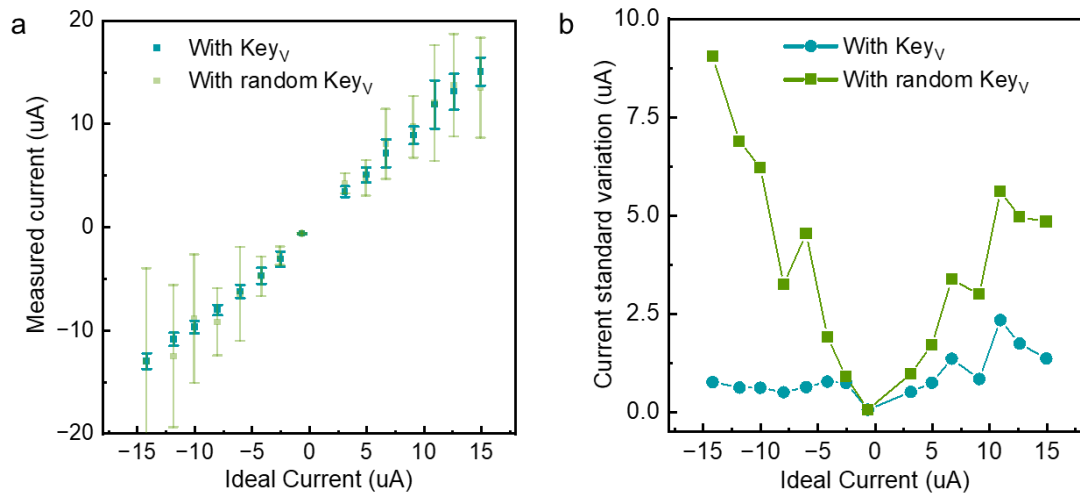 a
Measured current (uA)
20
10
0
−10
−20
With Key_V
With random Key_V
−15 −10 −5 0 5 10 15
Ideal Current (uA)
b
Current standard variation (uA)
10.0
7.5
5.0
2.5
0.0
With Key_V
With random Key_V
−15 −10 −5 0 5 10 15
Ideal Current (uA)